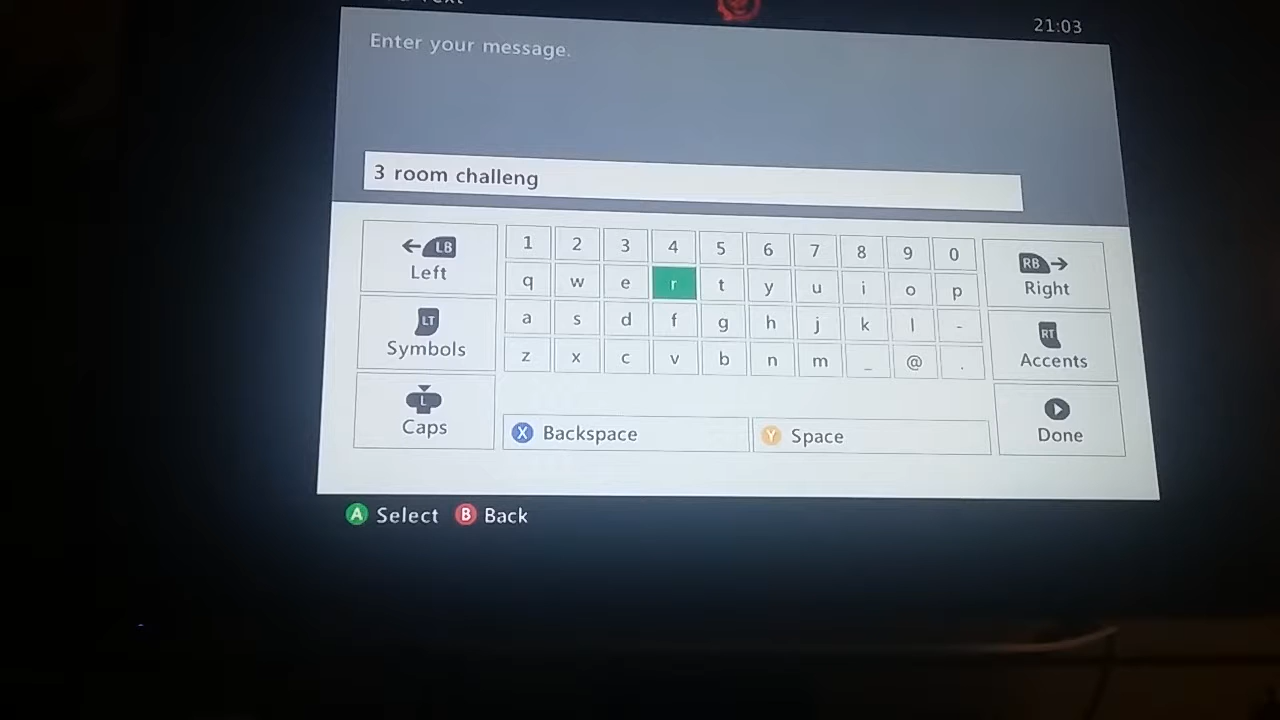 21:03
Enter your message.
3 room challeng
LB
Left
1 2 3 4 5 6 7 8 9 0
RB
Right
q w e r t y u i o p
LT
Symbols
a s d f g h j k l -
RT
Accents
z x c v b n m _ @ .
L
Caps
X Backspace
Y Space
Done
A Select B Back